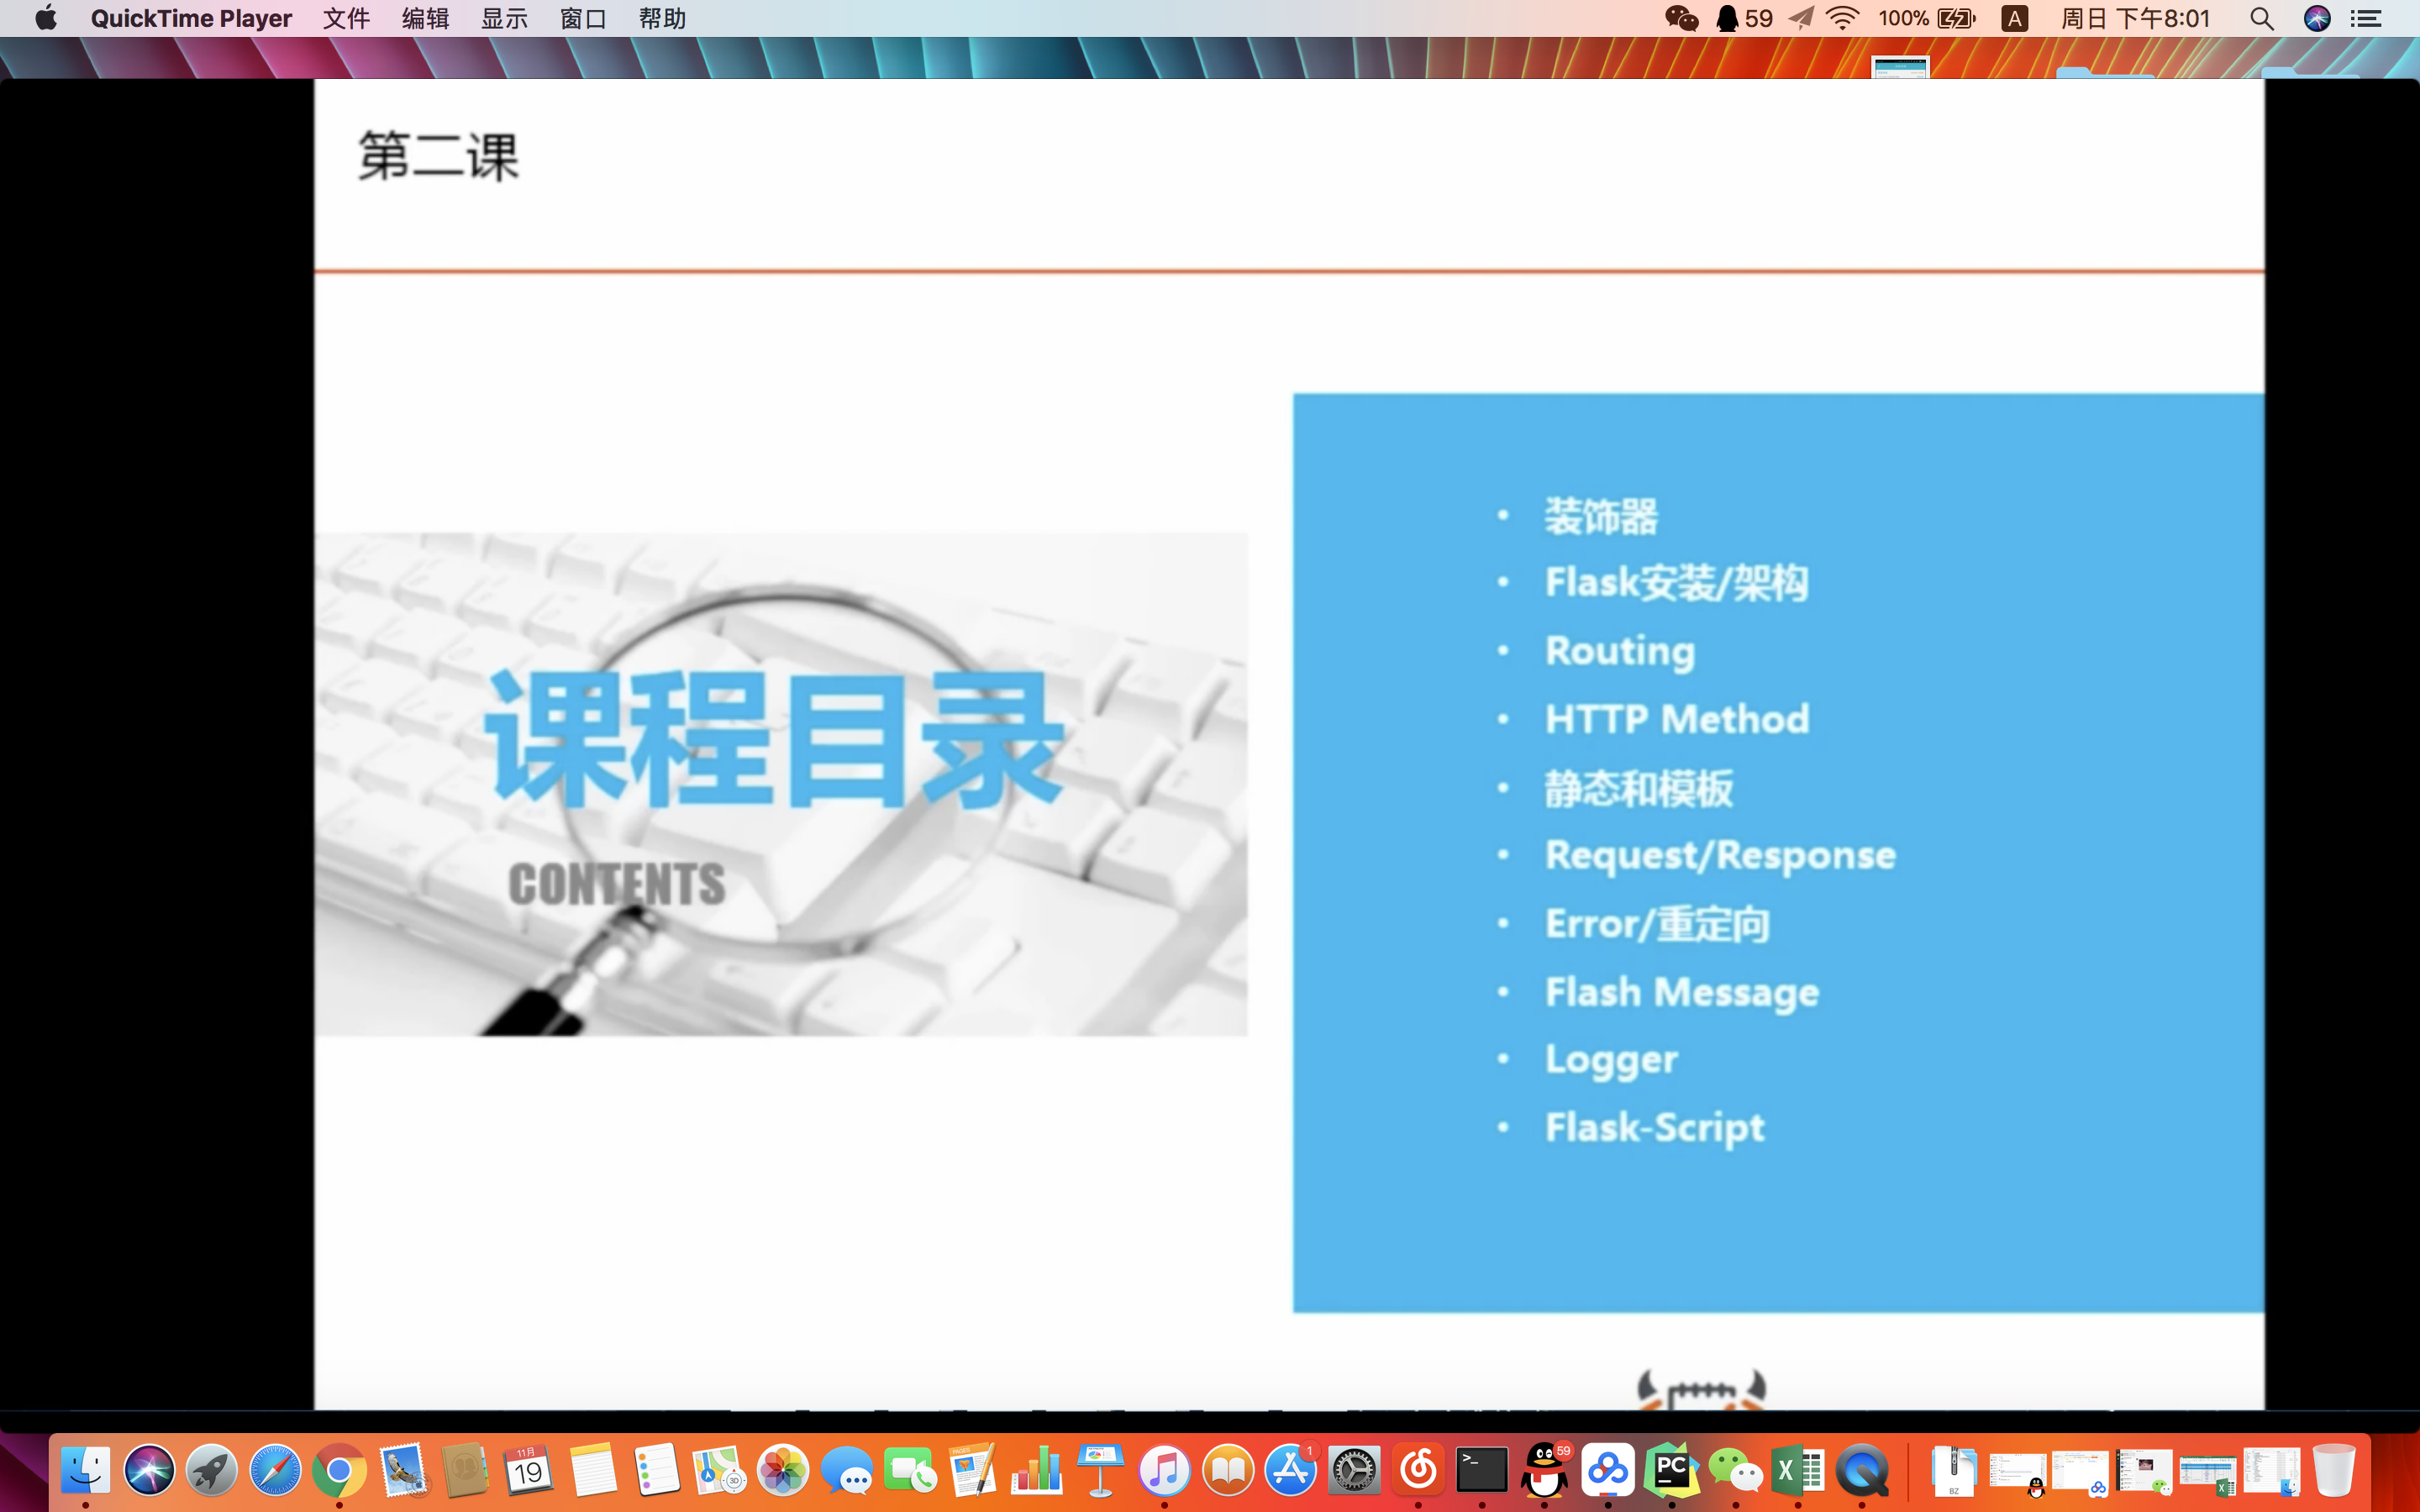 QuickTime Player 文件 编辑 显示 窗口 帮助 59 100% A 周日 下午8:01
第二课
课程目录
CONTENTS
• 装饰器
• Flask安装/架构
• Routing
• HTTP Method
• 静态和模板
• Request/Response
• Error/重定向
• Flash Message
• Logger
• Flask-Script
11月
19
PAGES
3D
1
>_
59
PC
X
BZ